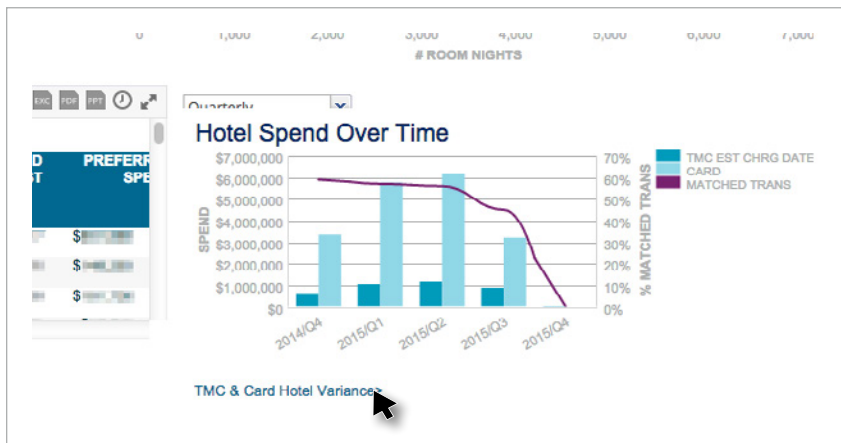 0 1,000 2,000 3,000 4,000 5,000 6,000 7,000
# ROOM NIGHTS
EXC PDF PPT
Quarterly
Hotel Spend Over Time
D PREFERR
ST SPE
$
$
$
$7,000,000
$6,000,000
$5,000,000
$4,000,000
$3,000,000
$2,000,000
$1,000,000
$0
SPEND
70%
60%
50%
40%
30%
20%
10%
0%
% MATCHED TRANS
TMC EST CHRG DATE
CARD
MATCHED TRANS
2014/Q4 2015/Q1 2015/Q2 2015/Q3 2015/Q4
TMC & Card Hotel Variance>